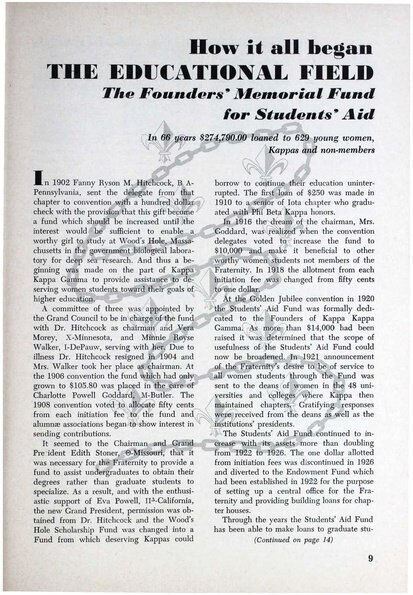 How it all began
THE EDUCATIONAL FIELD
The Founders' Memorial Fund
for Students' Aid
In 66 years $274,790.00 loaned to 629 young women,
Kappas and non-members
In 1902 Fanny Ryson M. Hitchcock, B A-
Pennsylvania, sent the delegate from that
chapter to convention with a hundred dollar
check with the provision that this gift become
a fund which should be increased until the
interest would be sufficient to enable a
worthy girl to study at Wood's Hole, Massa-
chusetts in the government biological labora-
tory for deep sea research. And thus a be-
ginning was made on the part of Kappa
Kappa Gamma to provide assistance to de-
serving women students toward their goals of
higher education.
A committee of three was appointed by
the Grand Council to be in charge of the fund
with Dr. Hitchcock as chairman and
Morey, X-Minnesota, and Minnie Royse
Walker, I-DePauw, serving with her. Due to
illness Dr. Hitchcock resigned in 1904 and
Mrs. Walker took her place as chairman. At
the 1906 convention the fund which had only
grown to $105.80 was placed in care of
Charlotte Powell Goddard, M-Butler. The
1908 convention voted to allocate fifty cents
from each initiation fee to the fund and
alumnæ associations began to show interest in
sending contributions.
It seemed to the Chairman and Grand
President Edith Stoner, Θ-Missouri, that it
was necessary for the Fraternity to provide a
fund to assist undergraduates to obtain their
degrees rather than graduate students to
specialize. As a result, and with the enthusi-
astic support of Eva Powell, ΠΔ-California,
the new Grand President, permission was ob-
tained from Dr. Hitchcock and the Wood's
Hole Scholarship Fund was changed into a
Fund from which deserving Kappas could
borrow to continue their education uninter-
rupted. The first loan of $250 was made in
1910 to a senior of Iota chapter who gradu-
ated with Phi Beta Kappa honors.
In 1916 the dream of the chairman, Mrs.
Goddard, was realized when the convention
delegates voted to increase the fund to
$10,000 and make it beneficial to other
worthy women students not members of the
Fraternity. In 1918 the allotment from each
initiation fee was changed from fifty cents
to one dollar.
At the Golden Jubilee convention in 1920
the Students' Aid Fund was formally dedi-
cated to the Founders of Kappa Kappa
Gamma. As more than $14,000 had been
raised it was determined that the scope of
usefulness of the Students' Aid Fund could
now be broadened. In 1921 announcement
of the Fraternity's desire to be of service to
all women students through the Fund was
sent to the deans of women in the 48 uni-
versities and colleges where Kappa then
maintained chapters. Gratifying responses
were received from the deans as well as the
institutions' presidents.
The Students' Aid Fund continued to in-
crease with its assets more than doubling
from 1922 to 1926. The one dollar allotted
from initiation fees was discontinued in 1926
and diverted to the Endowment Fund which
had been established in 1922 for the purpose
of setting up a central office for the Fra-
ternity and providing building loans for chap-
ter houses.
Through the years the Students' Aid Fund
has been able to make loans to graduate stu-
(Continued on page 14)
9